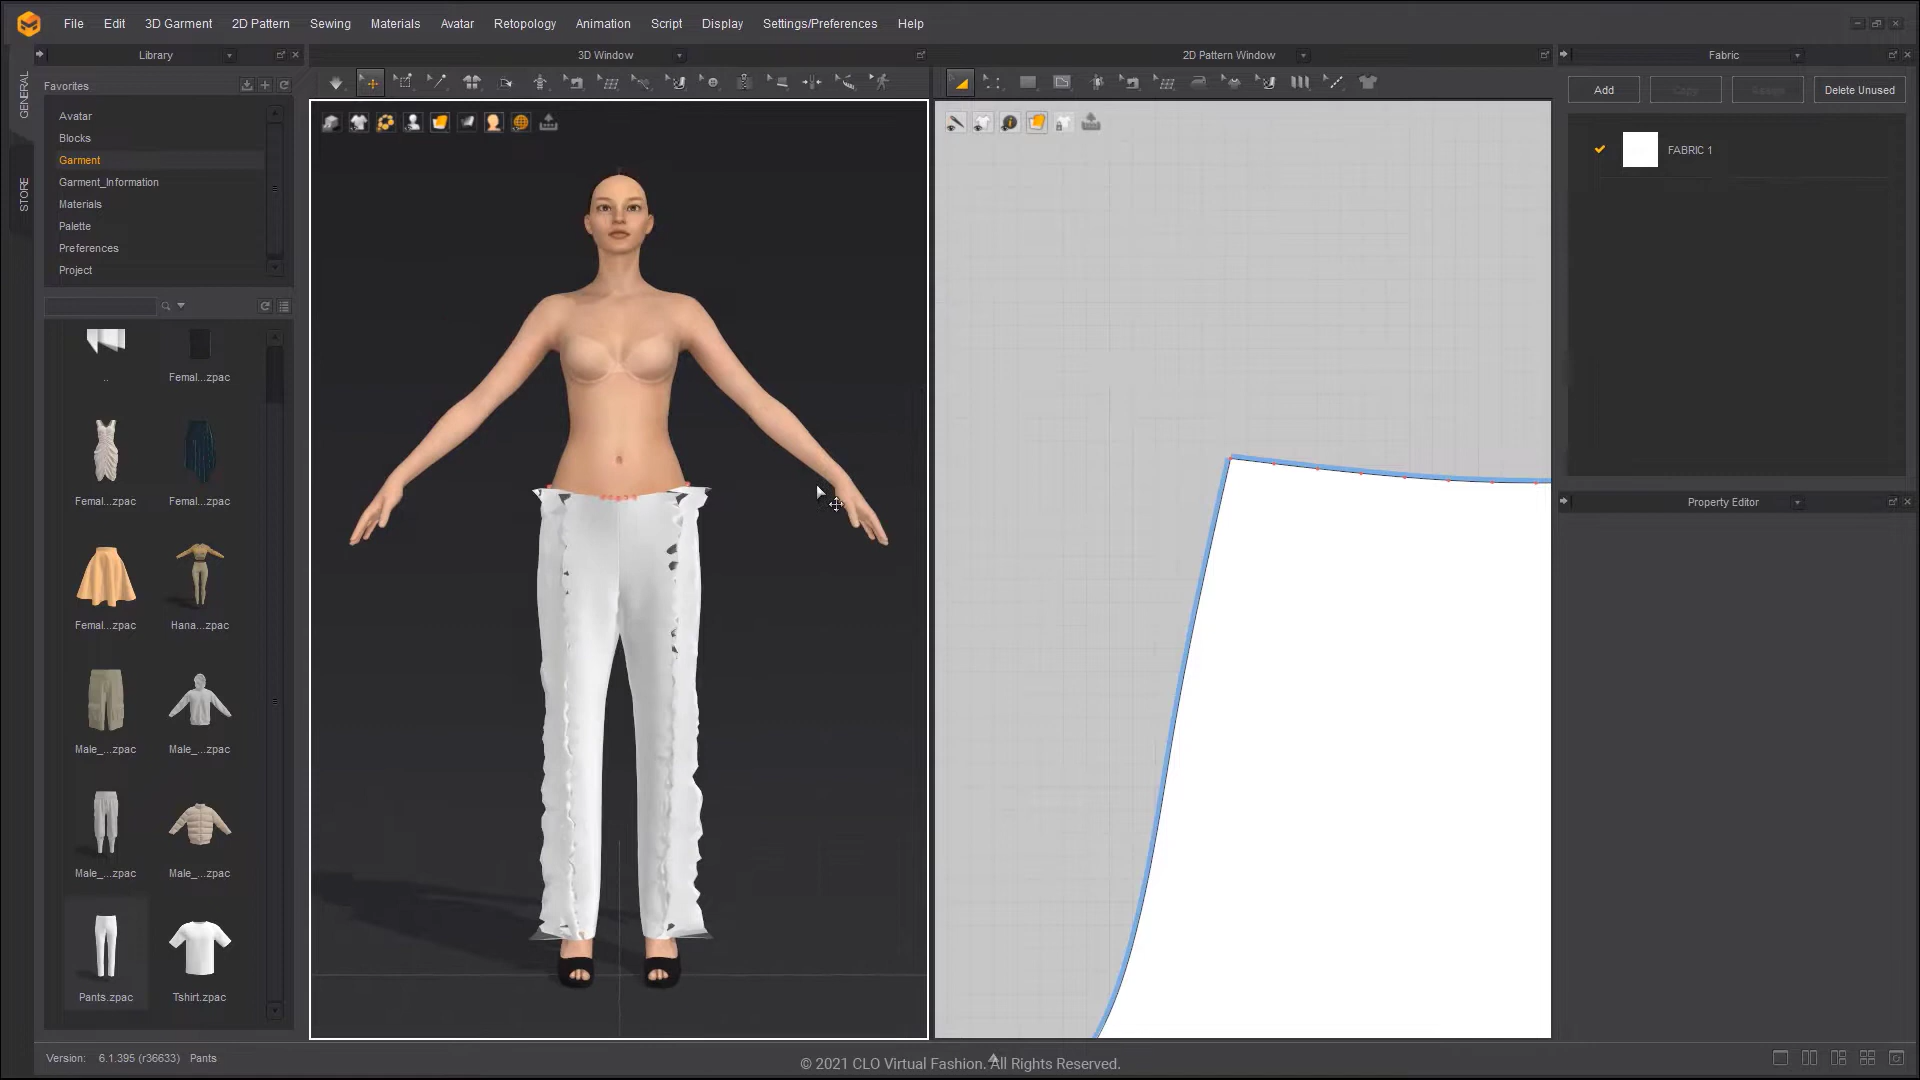 File Edit 3D Garment 2D Pattern Sewing Materials Avatar Retopology Animation Script Display Settings/Preferences Help
Library
3D Window
2D Pattern Window
Fabric
GENERAL
STORE
Favorites
Avatar
Blocks
Garment
Garment_Information
Materials
Palette
Preferences
Project
.. Femal...zpac
Femal...zpac Femal...zpac
Femal...zpac Hana...zpac
Male_...zpac Male_...zpac
Male_...zpac Male_...zpac
Pants.zpac Tshirt.zpac
Add Copy Assign Delete Unused
FABRIC 1
Property Editor
Version: 6.1.395 (r36633) Pants
© 2021 CLO Virtual Fashion. All Rights Reserved.